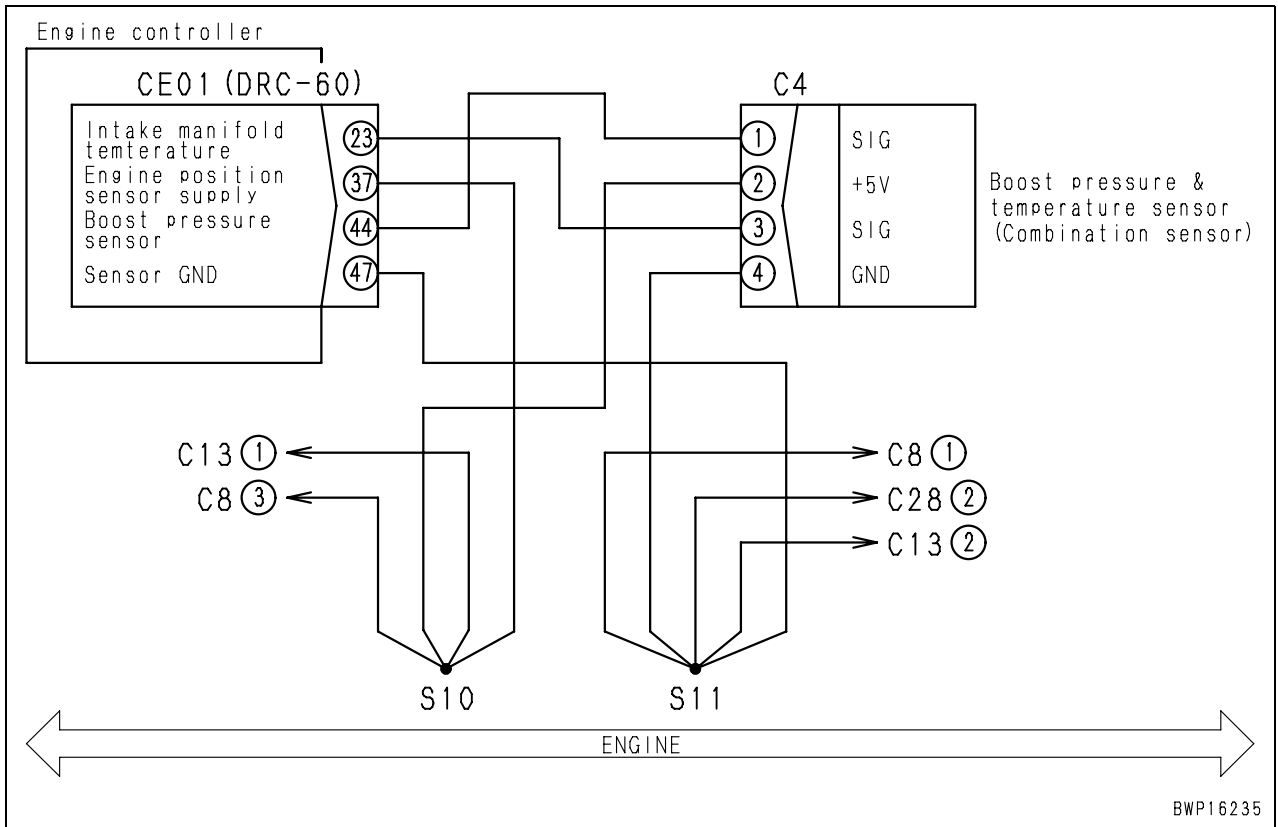 Engine controller
CE01 (DRC-60)
Intake manifold
temterature
Engine position
sensor supply
Boost pressure
sensor
Sensor GND
23
37
44
47
C4
1
2
3
4
SIG
+5V
SIG
GND
Boost pressure &
temperature sensor
(Combination sensor)
C13 1
C8 3
C8 1
C28 2
C13 2
S10
S11
ENGINE
BWP16235